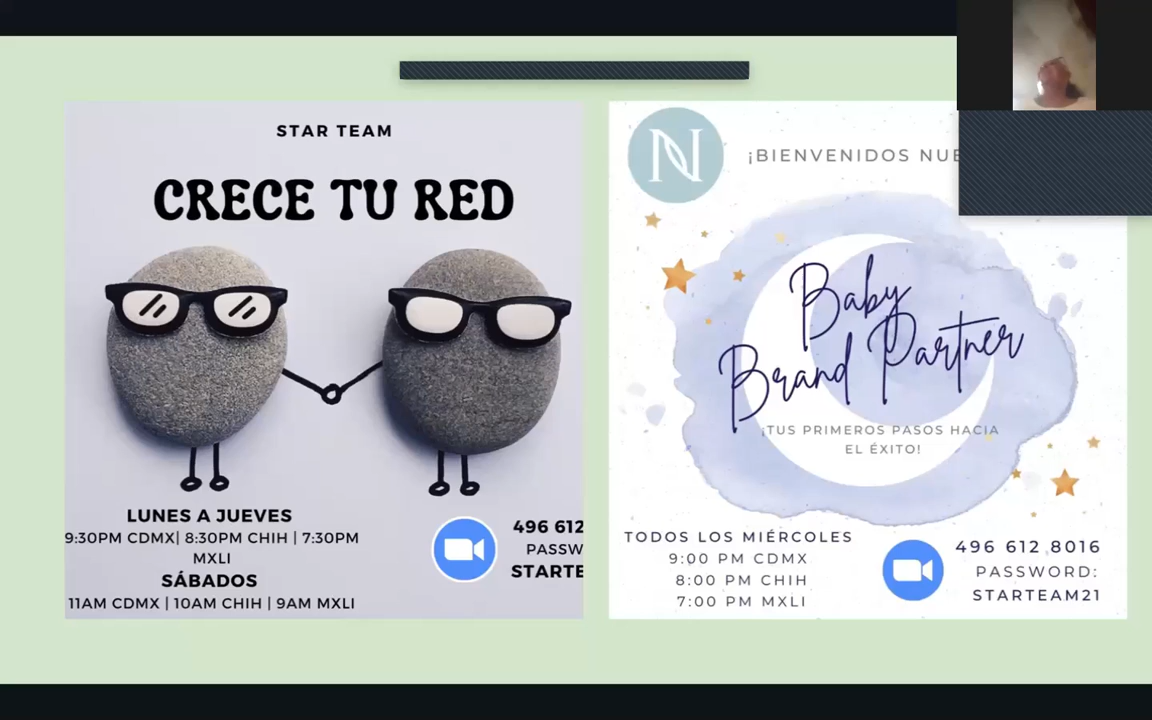 STAR TEAM
CRECE TU RED
LUNES A JUEVES
9:30PM CDMX| 8:30PM CHIH | 7:30PM
MXLI
SÁBADOS
11AM CDMX | 10AM CHIH | 9AM MXLI
496 612
PASSW
STARTE
N
¡BIENVENIDOS NUE
Baby
Brand Partner
¡TUS PRIMEROS PASOS HACIA
EL ÉXITO!
TODOS LOS MIÉRCOLES
9:00 PM CDMX
8:00 PM CHIH
7:00 PM MXLI
496 612 8016
PASSWORD:
STARTEAM21